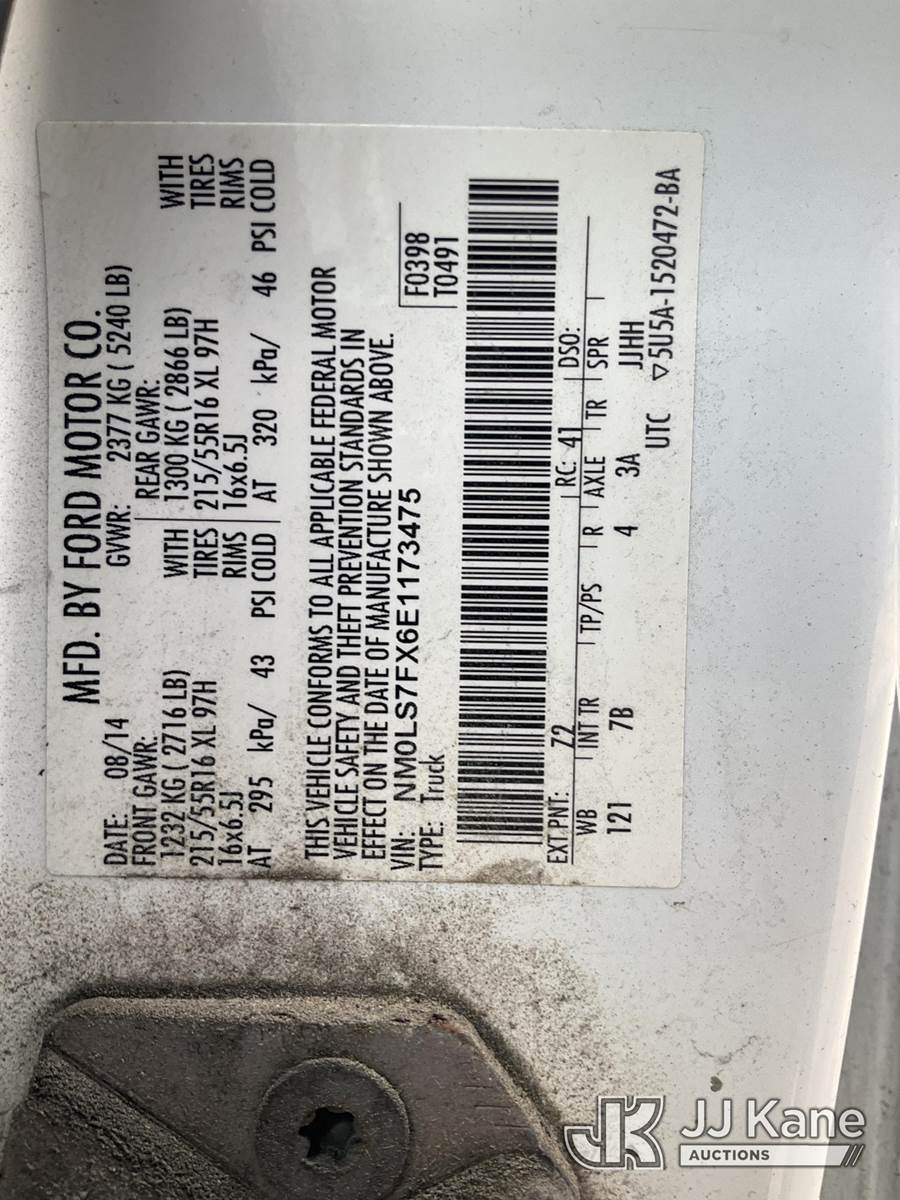 MFD. BY FORD MOTOR CO.
DATE: 08/14 GVWR: 2377 KG ( 5240 LB)
FRONT GAWR: REAR GAWR:
1232 KG ( 2716 LB) WITH 1300 KG ( 2866 LB) WITH
215/55R16 XL 97H TIRES 215/55R16 XL 97H TIRES
16x6.5J RIMS 16x6.5J RIMS
AT 295 kPa/ 43 PSI COLD AT 320 kPa/ 46 PSI COLD
THIS VEHICLE CONFORMS TO ALL APPLICABLE FEDERAL MOTOR
VEHICLE SAFETY AND THEFT PREVENTION STANDARDS IN
EFFECT ON THE DATE OF MANUFACTURE SHOWN ABOVE.
VIN: NM0LS7FX6E1173475 F0398
TYPE: Truck T0491
EXT PNT: Z2 RC: 41 DSO:
WB INT TR TP/PS R AXLE TR SPR
121 7B 4 3A JJHH
UTC ▽5U5A-1520472-BA
JK JJ Kane
AUCTIONS